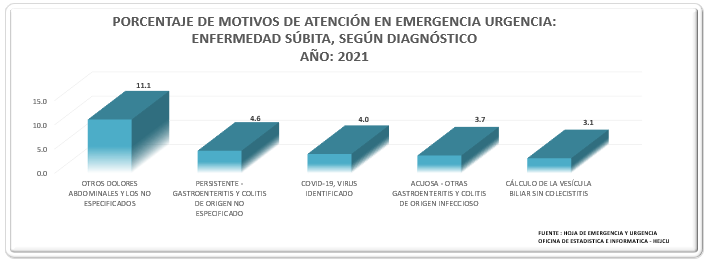 PORCENTAJE DE MOTIVOS DE ATENCIÓN EN EMERGENCIA URGENCIA:
ENFERMEDAD SÚBITA, SEGÚN DIAGNÓSTICO
AÑO: 2021
15.0
10.0
5.0
0.0
11.1
4.6
4.0
3.7
3.1
OTROS DOLORES
ABDOMINALES Y LOS NO
ESPECIFICADOS
PERSISTENTE -
GASTROENTERITIS Y COLITIS
DE ORIGEN NO
ESPECIFICADO
COVID-19, VIRUS
IDENTIFICADO
ACUOSA - OTRAS
GASTROENTERITIS Y COLITIS
DE ORIGEN INFECCIOSO
CÁLCULO DE LA VESÍCULA
BILIAR SIN COLECISTITIS
FUENTE : HOJA DE EMERGENCIA Y URGENCIA
OFICINA DE ESTADISTICA E INFORMATICA - HEJCU